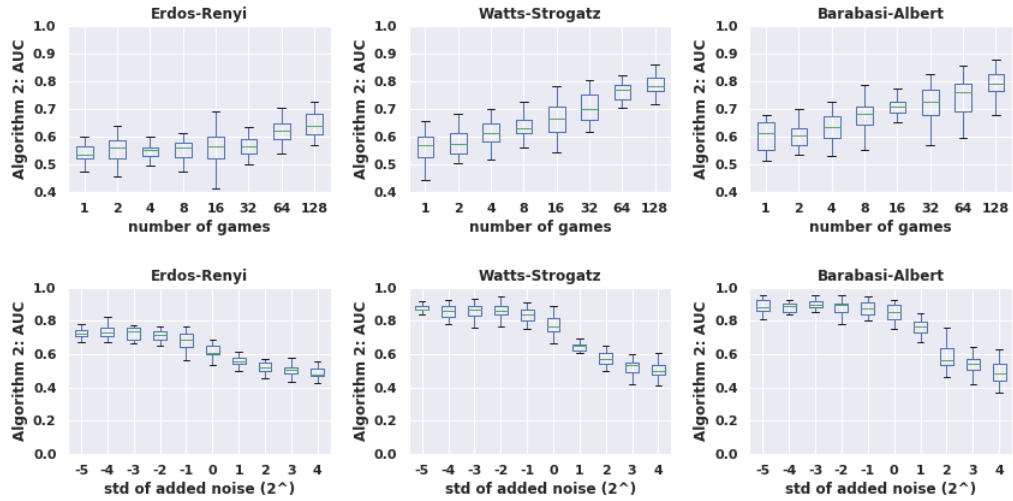 Erdos-Renyi
Algorithm 2: AUC
1.0
0.9
0.8
0.7
0.6
0.5
0.4
1 2 4 8 16 32 64 128
number of games
Watts-Strogatz
Algorithm 2: AUC
1.0
0.9
0.8
0.7
0.6
0.5
0.4
1 2 4 8 16 32 64 128
number of games
Barabasi-Albert
Algorithm 2: AUC
1.0
0.9
0.8
0.7
0.6
0.5
0.4
1 2 4 8 16 32 64 128
number of games
Erdos-Renyi
Algorithm 2: AUC
1.0
0.8
0.6
0.4
0.2
0.0
-5 -4 -3 -2 -1 0 1 2 3 4
std of added noise (2^)
Watts-Strogatz
Algorithm 2: AUC
1.0
0.8
0.6
0.4
0.2
0.0
-5 -4 -3 -2 -1 0 1 2 3 4
std of added noise (2^)
Barabasi-Albert
Algorithm 2: AUC
1.0
0.8
0.6
0.4
0.2
0.0
-5 -4 -3 -2 -1 0 1 2 3 4
std of added noise (2^)